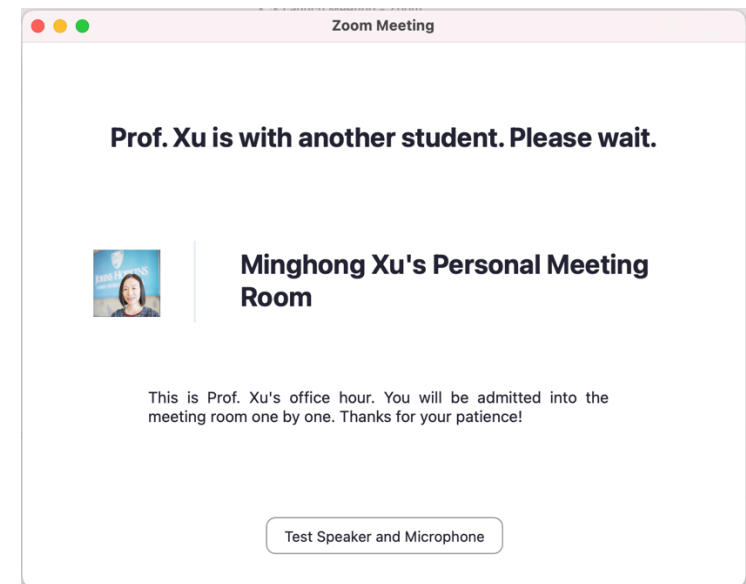 Zoom Meeting
Prof. Xu is with another student. Please wait.
Minghong Xu's Personal Meeting
Room
This is Prof. Xu's office hour. You will be admitted into the
meeting room one by one. Thanks for your patience!
Test Speaker and Microphone